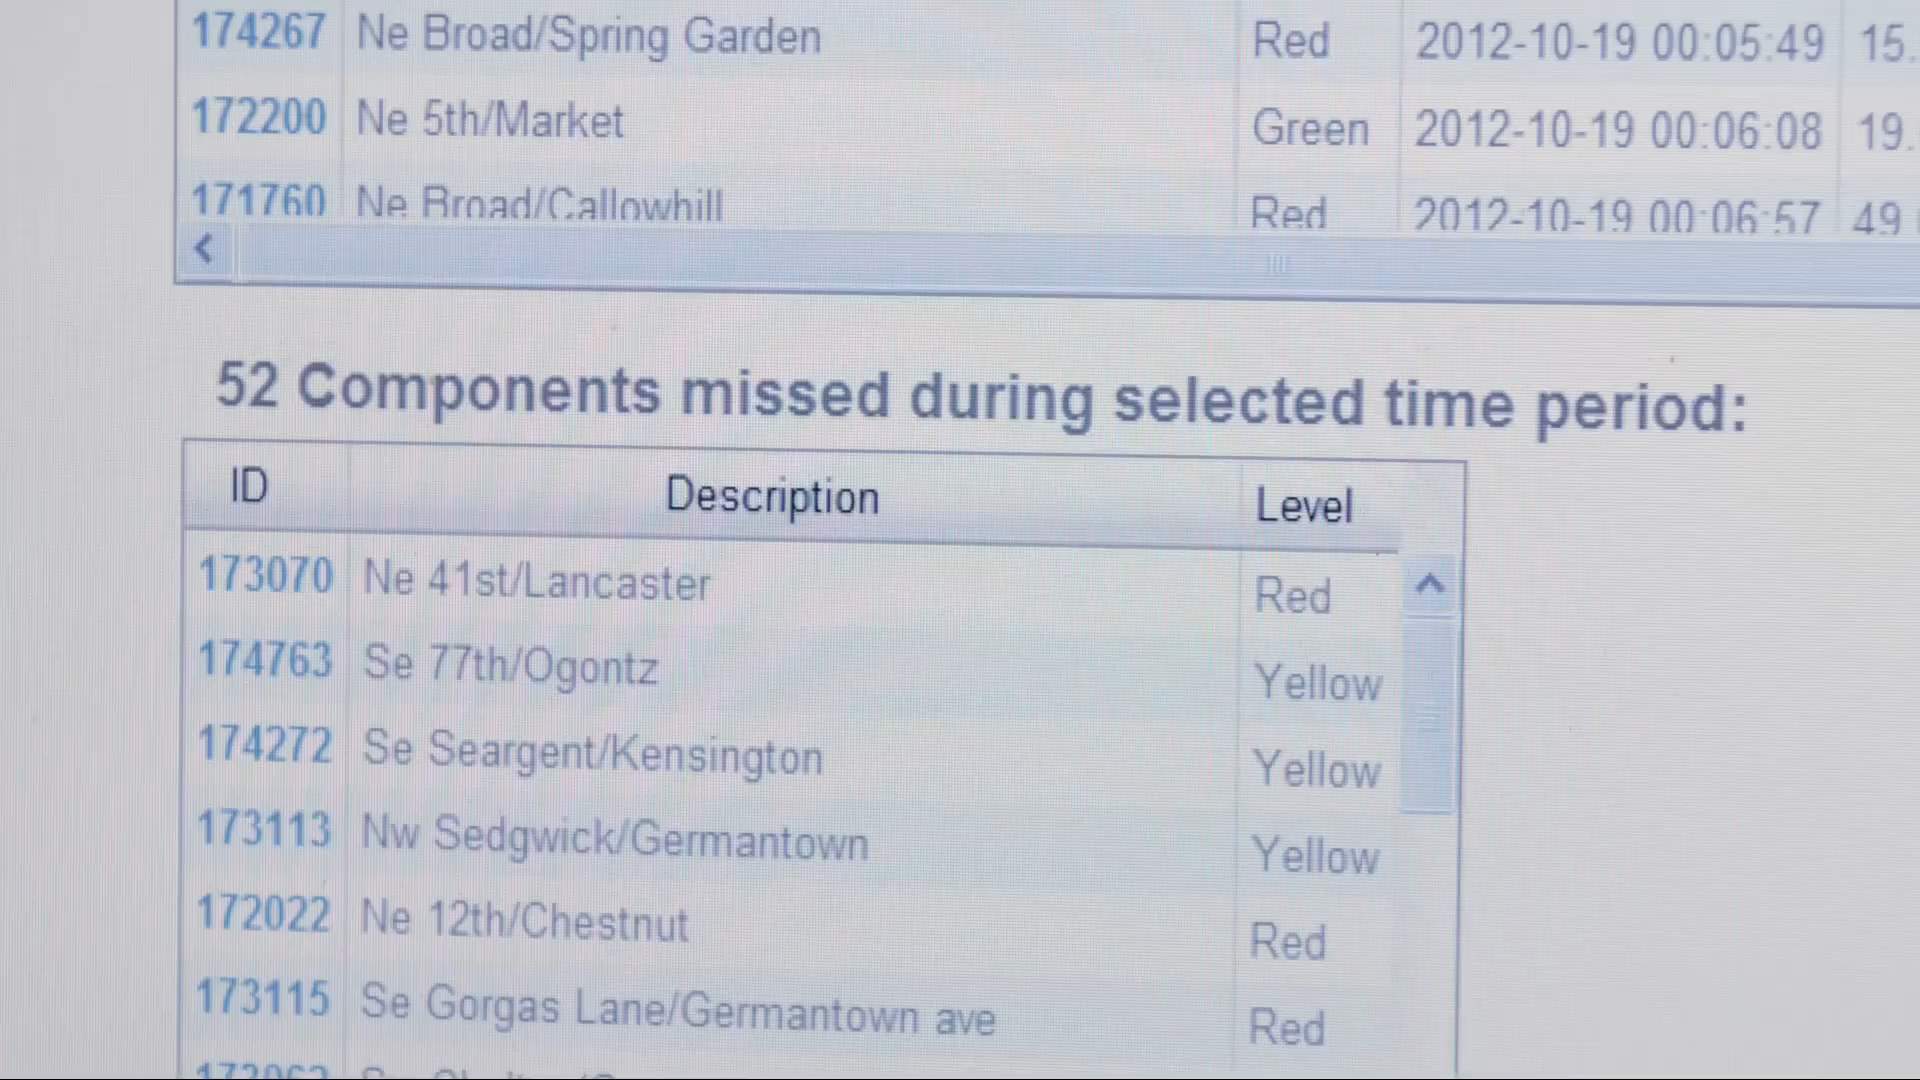 174267 Ne Broad/Spring Garden Red 2012-10-19 00:05:49 15.
172200 Ne 5th/Market Green 2012-10-19 00:06:08 19.
171760 Ne Broad/Callowhill Red 2012-10-19 00:06:57 49
52 Components missed during selected time period:
ID Description Level
173070 Ne 41st/Lancaster Red
174763 Se 77th/Ogontz Yellow
174272 Se Seargent/Kensington Yellow
173113 Nw Sedgwick/Germantown Yellow
172022 Ne 12th/Chestnut Red
173115 Se Gorgas Lane/Germantown ave Red